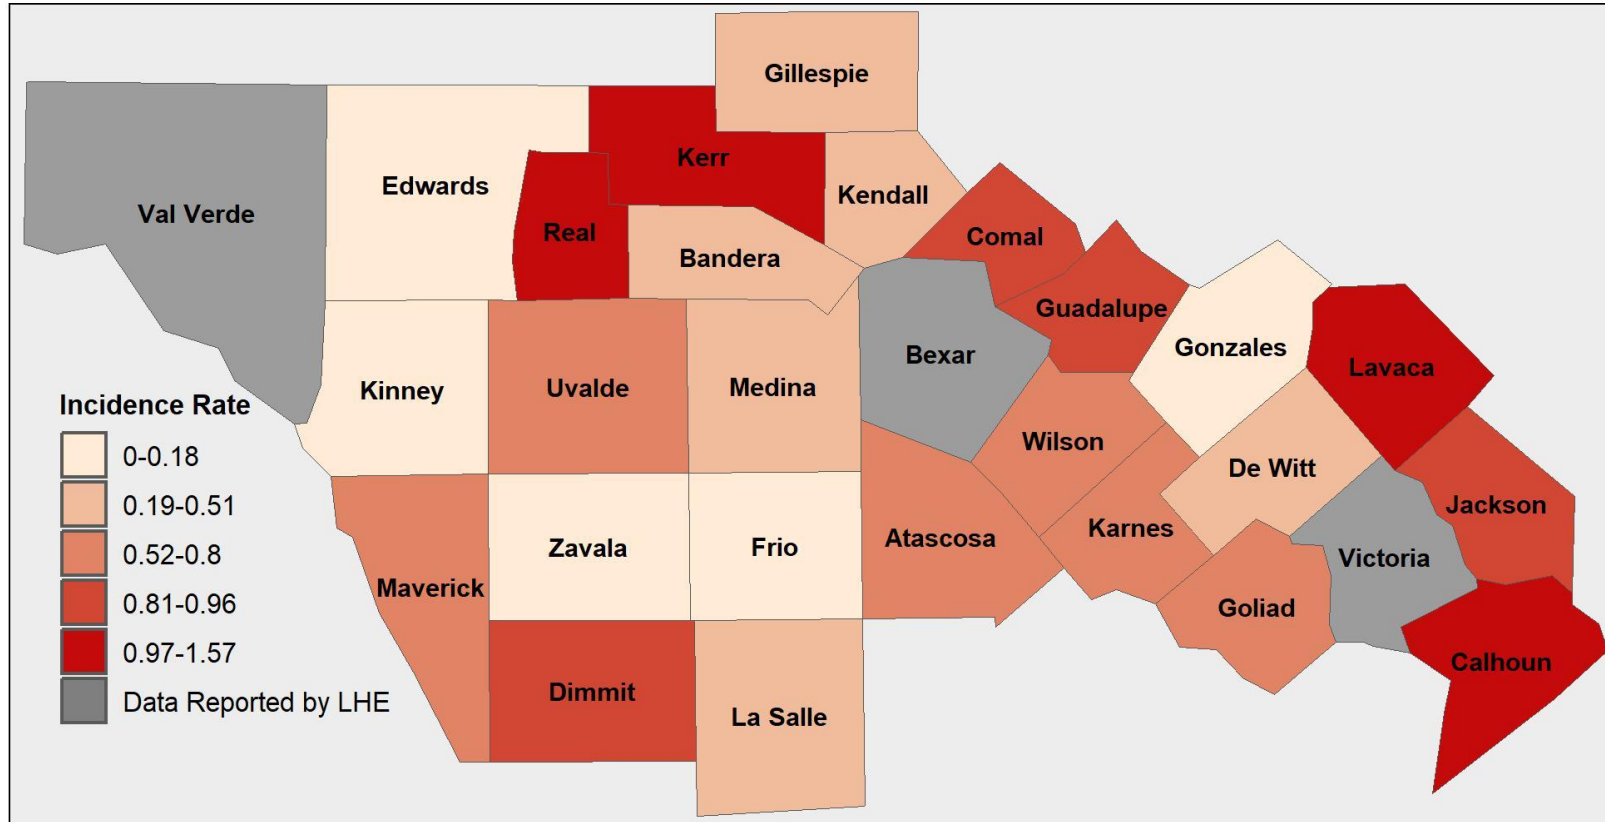 Gillespie
Kerr
Edwards
Kendall
Val Verde
Real
Comal
Bandera
Guadalupe
Gonzales
Bexar
Lavaca
Kinney
Uvalde
Medina
Wilson
De Witt
Jackson
Karnes
Atascosa
Zavala
Frio
Victoria
Maverick
Goliad
Calhoun
Dimmit
La Salle
Incidence Rate
0-0.18
0.19-0.51
0.52-0.8
0.81-0.96
0.97-1.57
Data Reported by LHE